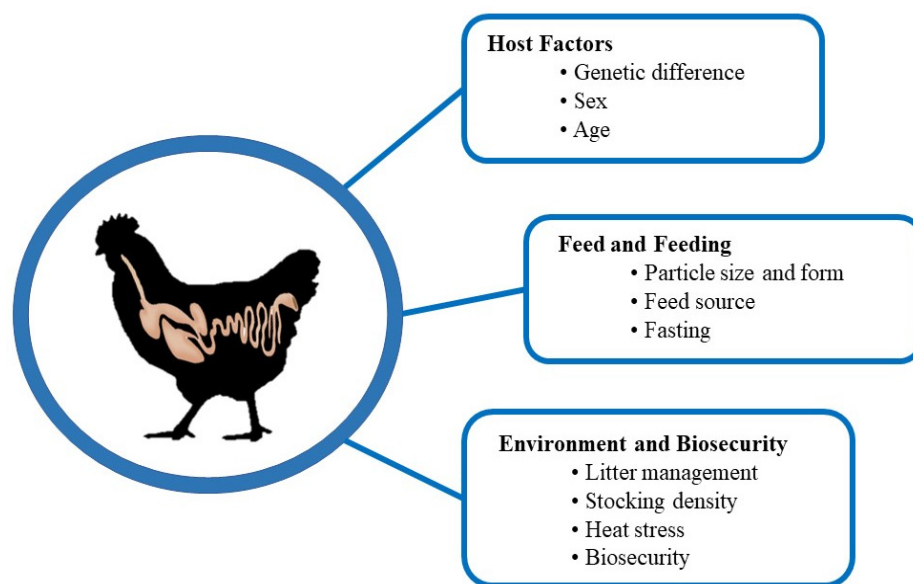 Host Factors
• Genetic difference
• Sex
• Age
Feed and Feeding
• Particle size and form
• Feed source
• Fasting
Environment and Biosecurity
• Litter management
• Stocking density
• Heat stress
• Biosecurity